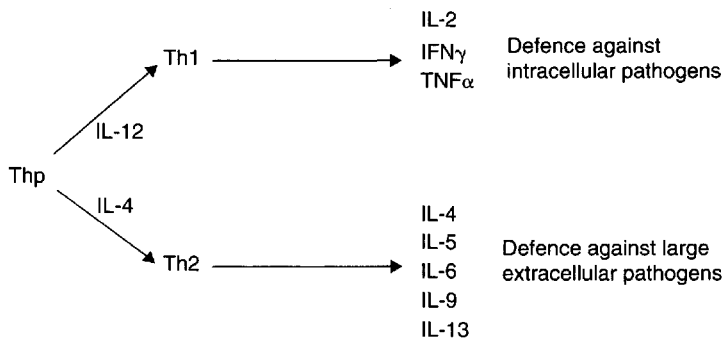 IL-2
Th1
IFNγ
TNFα
Defence against
intracellular pathogens
IL-12
Thp
IL-4
Th2
IL-4
IL-5
IL-6
IL-9
IL-13
Defence against large
extracellular pathogens